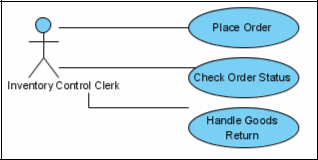 Place Order
Inventory Control Clerk
Check Order Status
Handle Goods
Return